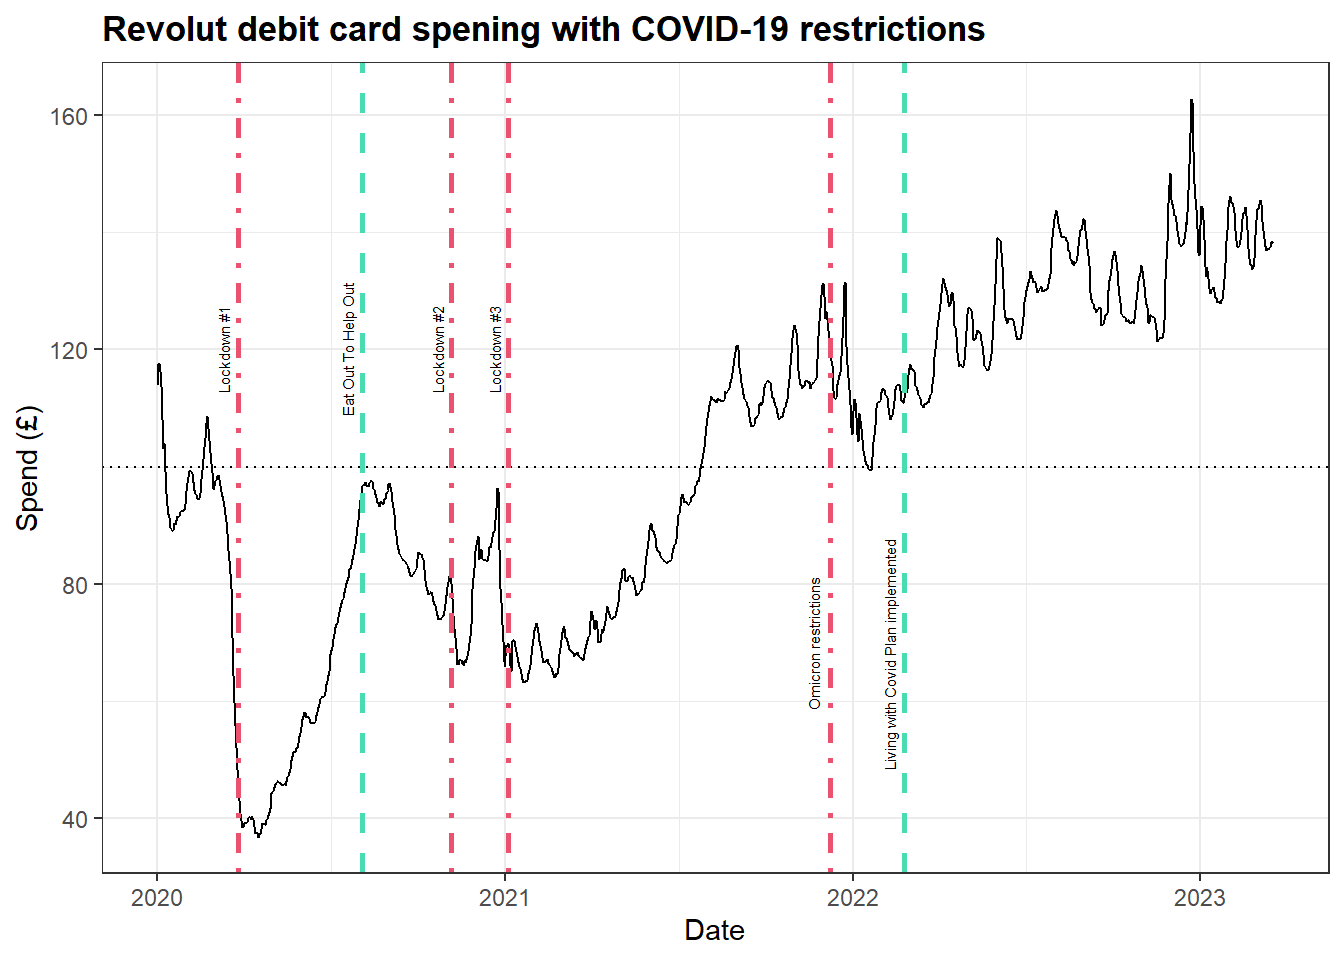 Revolut debit card spening with COVID-19 restrictions
Spend (£)
160
120
80
40
Lockdown #1
Eat Out To Help Out
Lockdown #2
Lockdown #3
Omicron restrictions
Living with Covid Plan implemented
2020
2021
2022
2023
Date